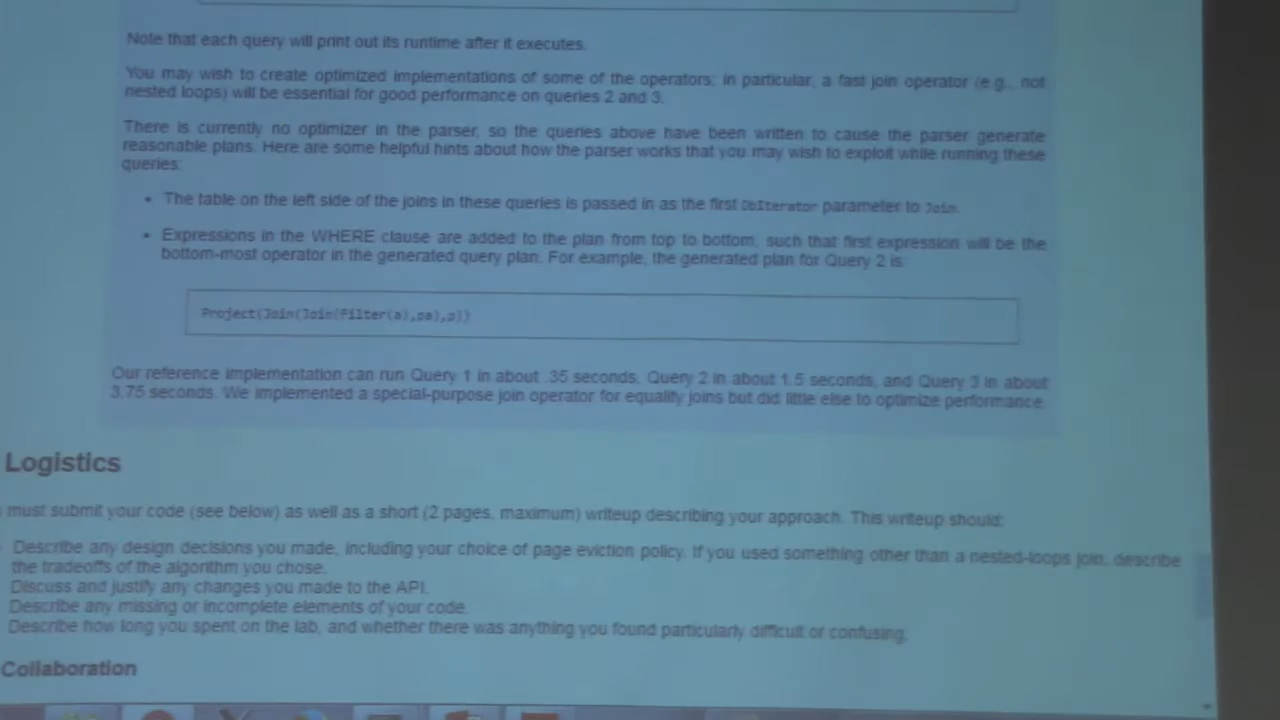 Note that each query will print out its runtime after it executes.
You may wish to create optimized implementations of some of the operators; in particular, a fast join operator (e.g., not
nested loops) will be essential for good performance on queries 2 and 3.
There is currently no optimizer in the parser, so the queries above have been written to cause the parser generate
reasonable plans. Here are some helpful hints about how the parser works that you may wish to exploit while running these
queries:
• The table on the left side of the joins in these queries is passed in as the first DbIterator parameter to Join.
• Expressions in the WHERE clause are added to the plan from top to bottom, such that first expression will be the
bottom-most operator in the generated query plan. For example, the generated plan for Query 2 is:
Project(Join(Join(Filter(a),pa),p))
Our reference implementation can run Query 1 in about .35 seconds, Query 2 in about 1.5 seconds, and Query 3 in about
3.75 seconds. We implemented a special-purpose join operator for equality joins but did little else to optimize performance.
Logistics
must submit your code (see below) as well as a short (2 pages, maximum) writeup describing your approach. This writeup should:
Describe any design decisions you made, including your choice of page eviction policy. If you used something other than a nested-loops join, describe
the tradeoffs of the algorithm you chose.
Discuss and justify any changes you made to the API.
Describe any missing or incomplete elements of your code.
Describe how long you spent on the lab, and whether there was anything you found particularly difficult or confusing.
Collaboration